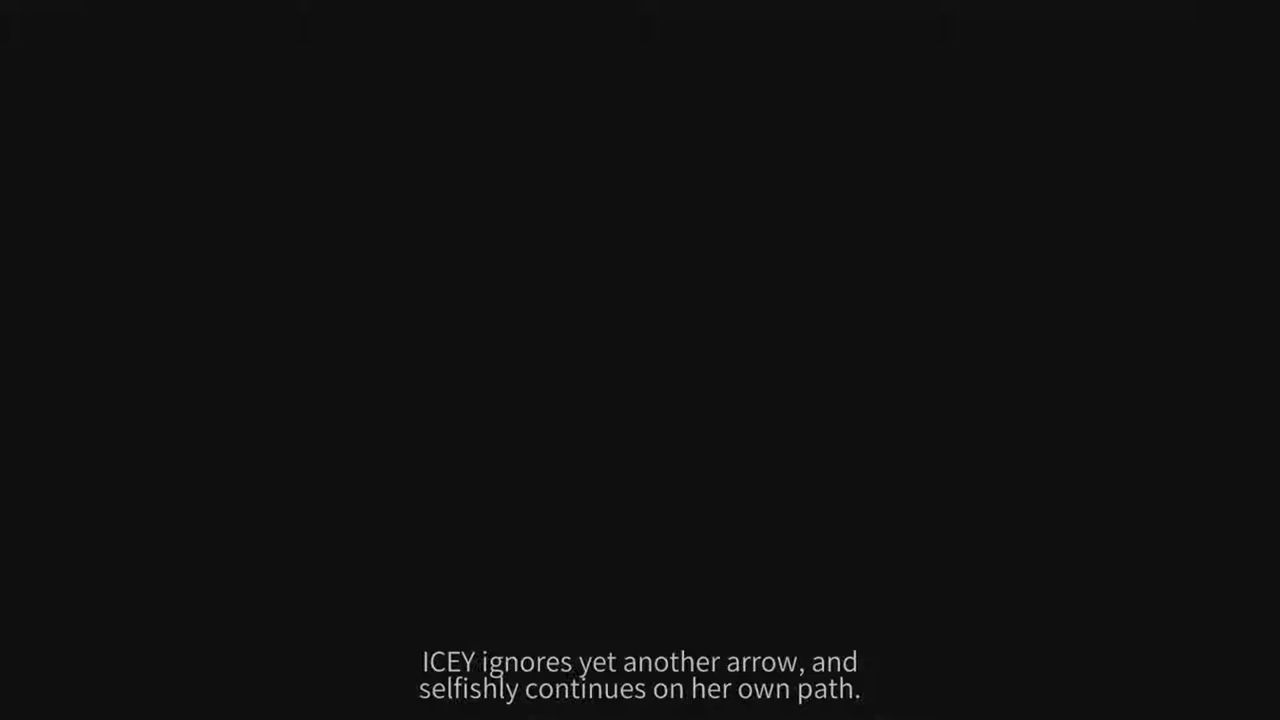 ICEY ignores yet another arrow, and
selfishly continues on her own path.